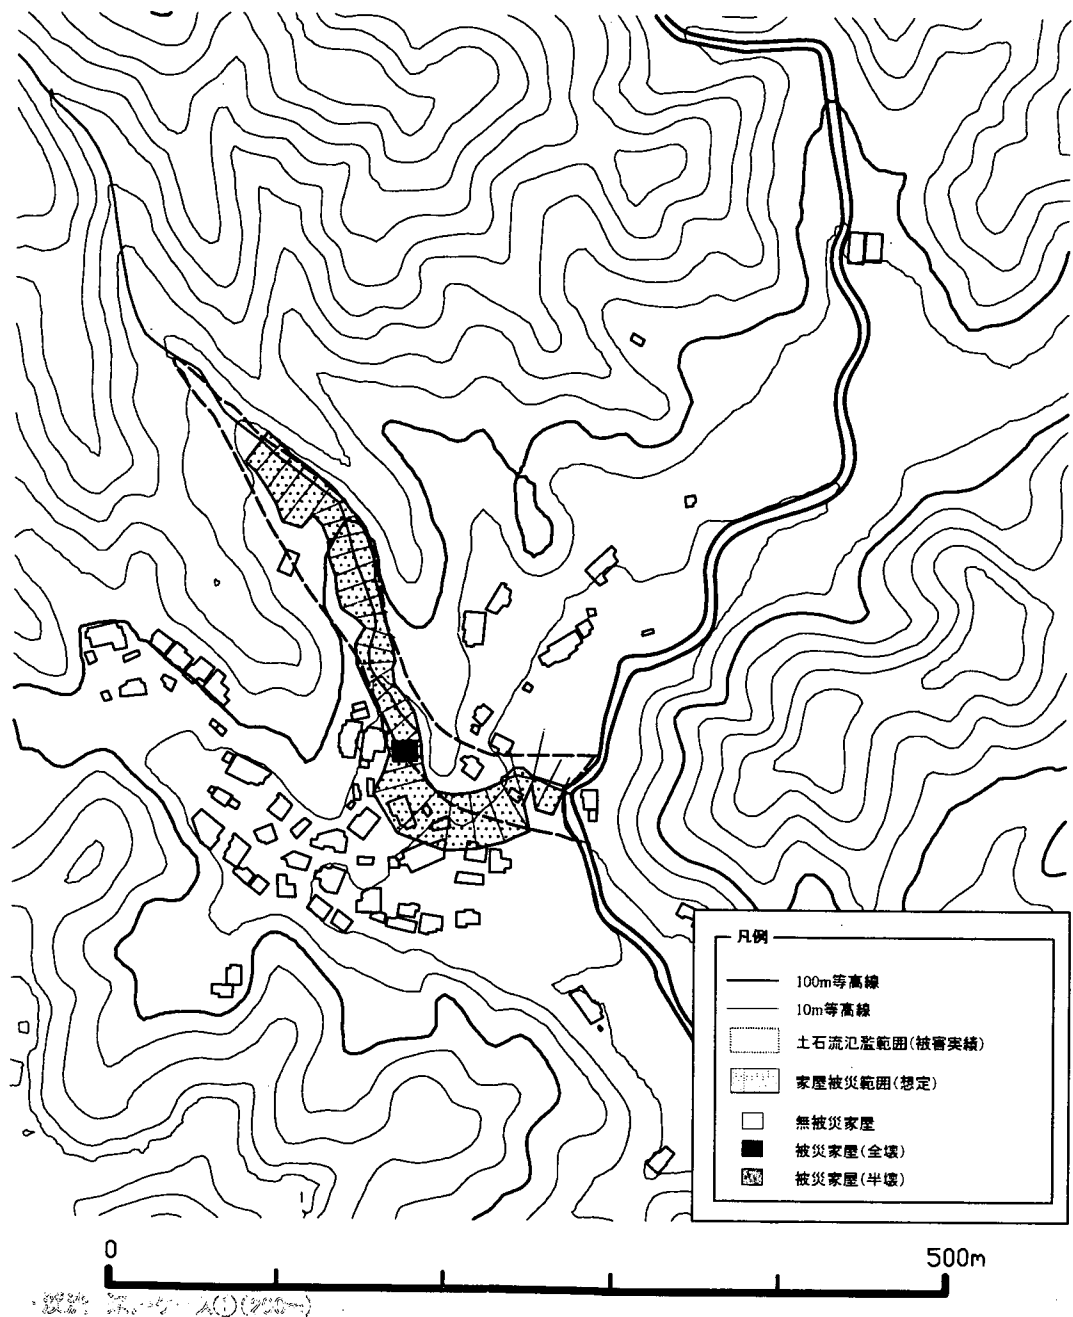 凡例
100m等高線
10m等高線
土石流氾濫範囲(被害実績)
家屋被災範囲(想定)
無被災家屋
被災家屋(全壊)
被災家屋(半壊)
0
500m